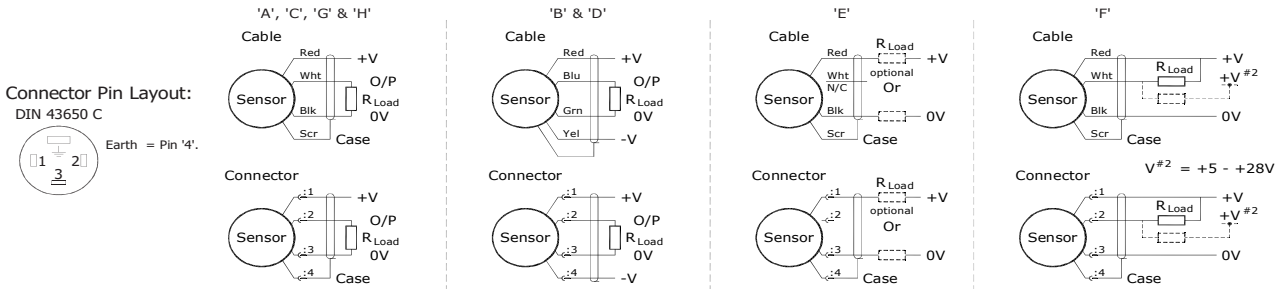 'A', 'C', 'G' & 'H'
Cable
Red
+V
Wht
O/P
Sensor
R Load
Blk
0V
Scr
Case
Connector
:1
+V
:2
O/P
Sensor
R Load
:3
0V
:4
Case
'B' & 'D'
Cable
Red
+V
Blu
O/P
Sensor
R Load
Grn
0V
Yel
-V
Connector
:1
+V
:2
O/P
Sensor
R Load
:3
0V
:4
-V
'E'
Cable
R Load
Red
+V
optional
Wht
N/C
Or
Sensor
Blk
0V
Scr
Case
Connector
R Load
:1
+V
optional
:2
Or
Sensor
:3
0V
:4
Case
'F'
Cable
Red
+V
R Load
Wht
+V #2
Sensor
Blk
0V
Scr
Case
V#2 = +5 - +28V
Connector
:1
+V
R Load
:2
+V #2
Sensor
:3
0V
:4
Case
Connector Pin Layout:
DIN 43650 C
1
2
3
Earth = Pin '4'.